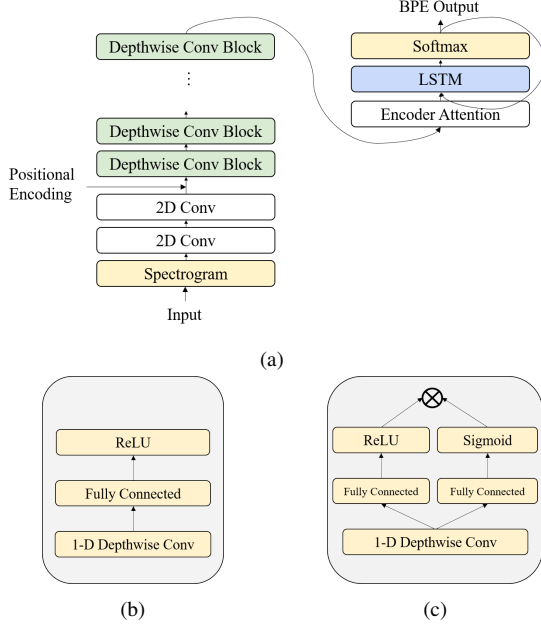 BPE Output
Depthwise Conv Block
Softmax
LSTM
⋮
Encoder Attention
Depthwise Conv Block
Depthwise Conv Block
Positional
Encoding
2D Conv
2D Conv
Spectrogram
Input
(a)
ReLU
Fully Connected
1-D Depthwise Conv
(b)
ReLU
Sigmoid
Fully Connected
Fully Connected
1-D Depthwise Conv
(c)